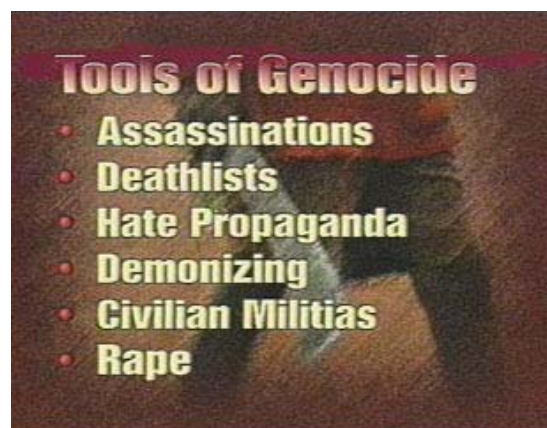 Tools of Genocide
Assassinations
Deathlists
Hate Propaganda
Demonizing
Civilian Militias
Rape